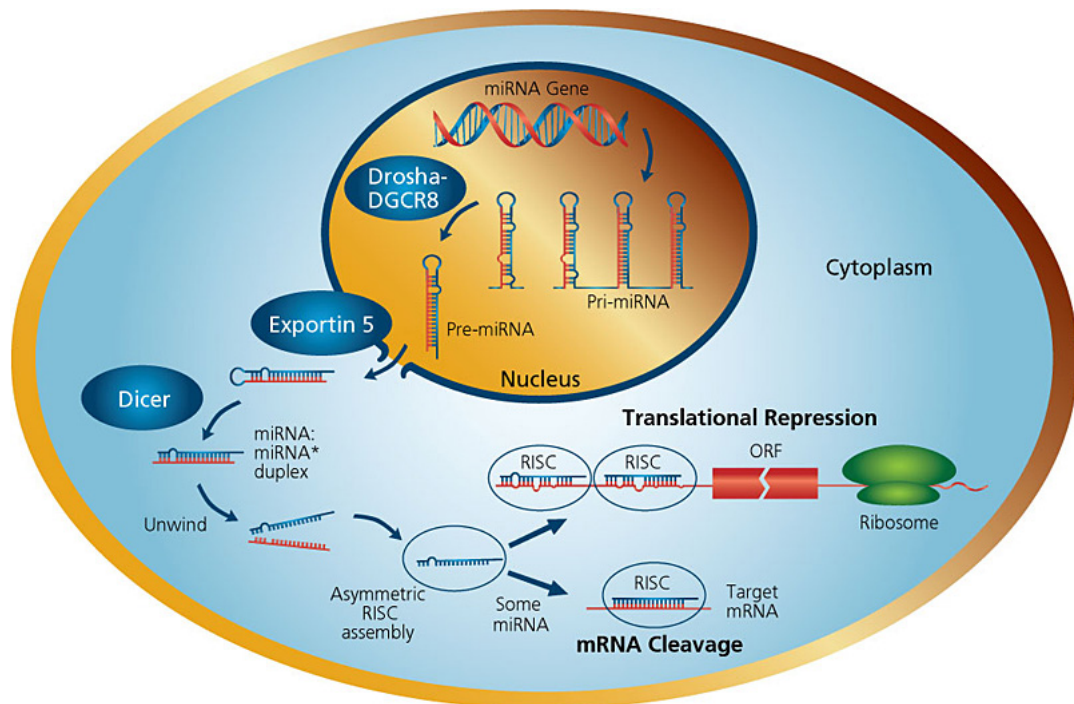 miRNA Gene
Drosha-
DGCR8
Pri-miRNA
Cytoplasm
Exportin 5
Pre-miRNA
Nucleus
Dicer
miRNA:
miRNA*
duplex
Unwind
Asymmetric
RISC
assembly
Translational Repression
RISC
RISC
ORF
Ribosome
Some
miRNA
RISC
Target
mRNA
mRNA Cleavage